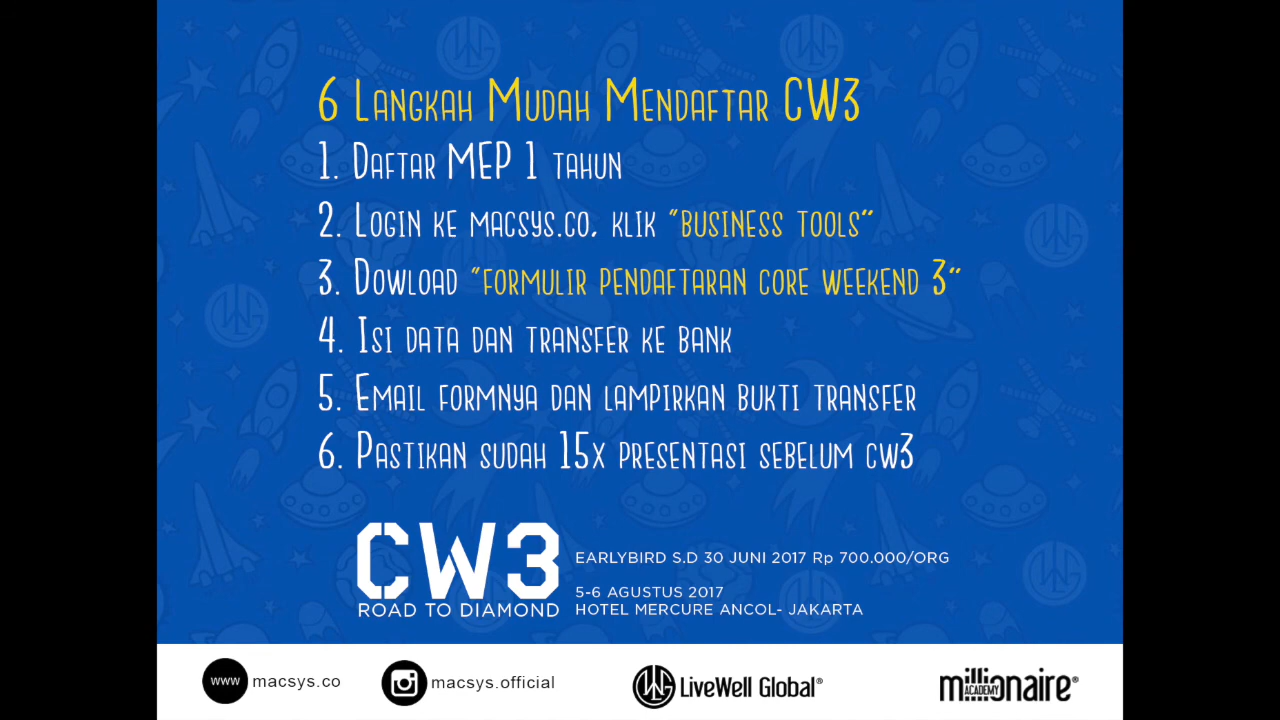 6 Langkah Mudah Mendaftar CW3
1. Daftar MEP 1 tahun
2. Login ke macsys.co, klik "business tools"
3. Dowload "formulir pendaftaran core weekend 3"
4. Isi data dan transfer ke bank
5. Email formnya dan lampirkan bukti transfer
6. Pastikan sudah 15x presentasi sebelum cw3
CW3
ROAD TO DIAMOND
EARLYBIRD S.D 30 JUNI 2017 Rp 700.000/ORG
5-6 AGUSTUS 2017
HOTEL MERCURE ANCOL- JAKARTA
www macsys.co
macsys.official
LWG LiveWell Global®
millionaire®
ACADEMY